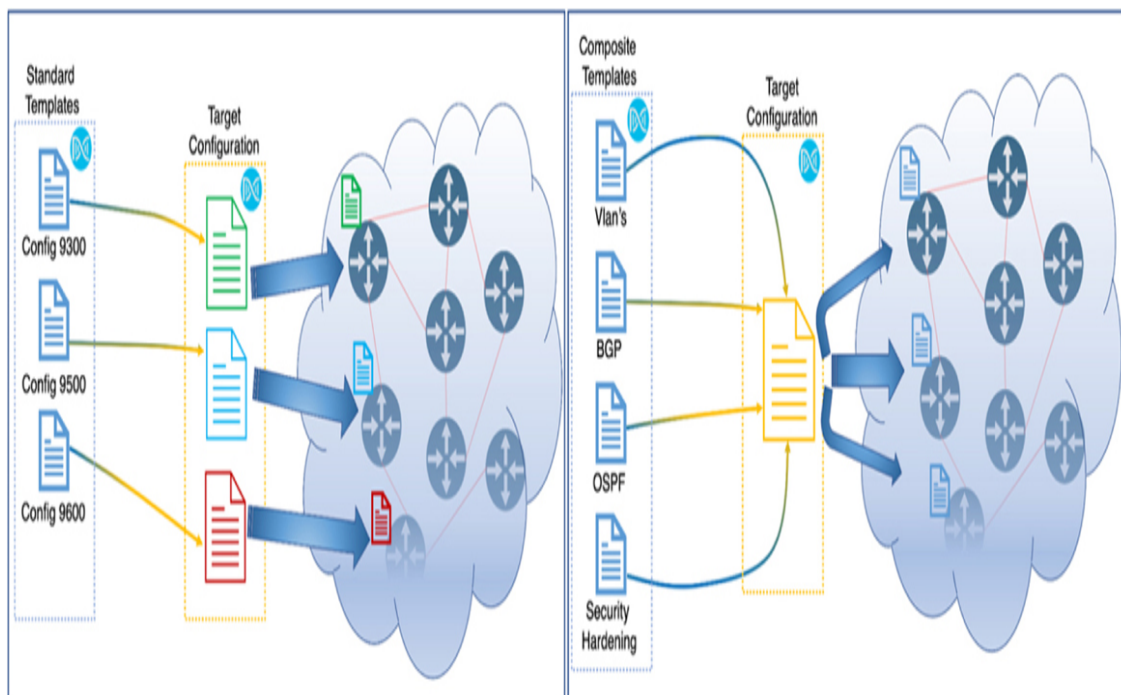 Standard
Templates
Target
Configuration
Config 9300
Config 9500
Config 9600
Composite
Templates
Target
Configuration
Vlan's
BGP
OSPF
Security
Hardening